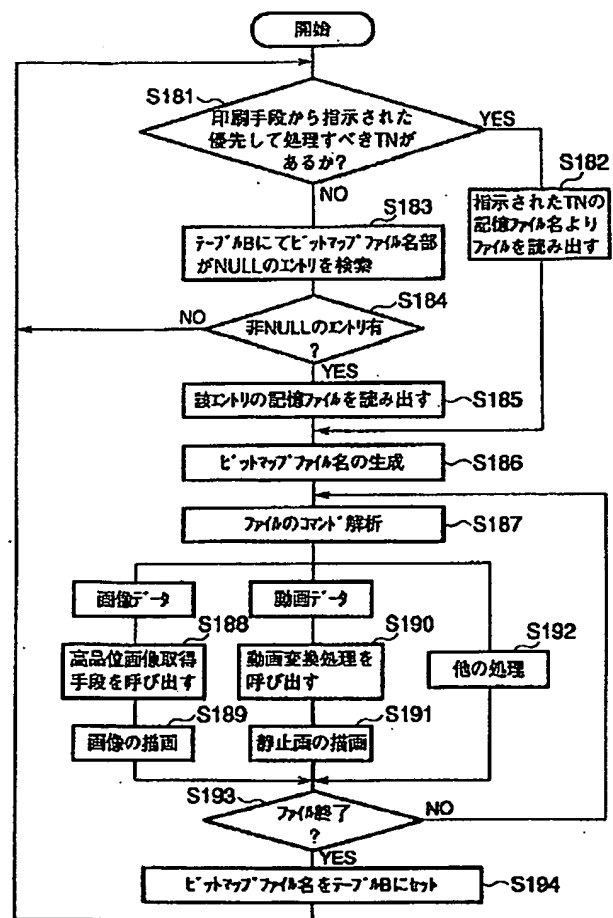 開始
S181
印刷手段から指示された
優先して処理すべきTNが
あるか?
YES
NO
S182
指示されたTNの
記憶ファイル名より
ファイルを読み出す
S183
テーブルBにてビットマップファイル名部
がNULLのエントリを検索
S184
NO
非NULLのエントリ有
?
YES
該エントリの記憶ファイルを読み出す
S185
ビットマップファイル名の生成
S186
ファイルのコマンド解析
S187
画像データ
動画データ
S188
S190
S192
高品位画像取得
手段を呼び出す
動画変換処理を
呼び出す
他の処理
S189
S191
画像の描画
静止画の描画
S193
ファイル終了
?
NO
YES
ビットマップファイル名をテーブルBにセット
S194